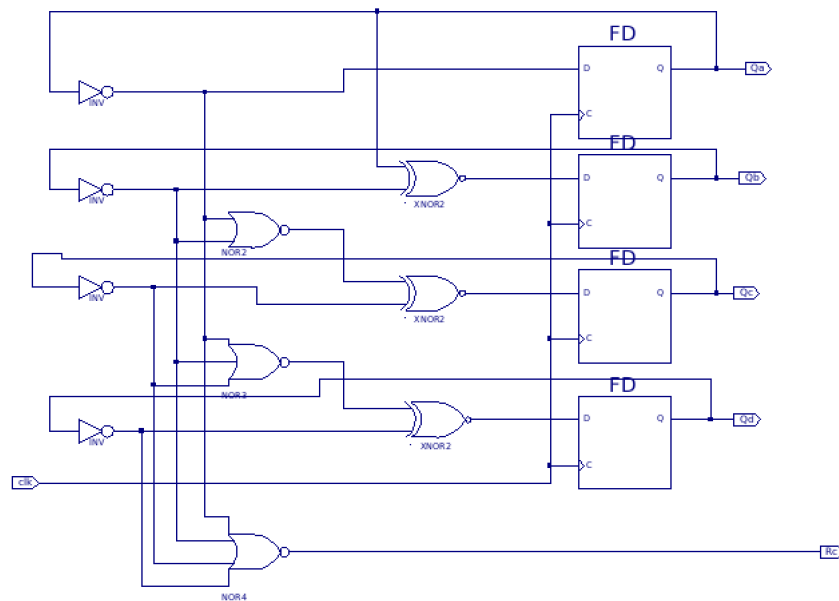 FD
D
Q
Qa
C
INV
FD
D
Q
Qb
INV
XNOR2
C
NOR2
FD
D
Q
Qc
INV
XNOR2
C
FD
NOR3
D
Q
Qd
INV
XNOR2
C
clk
Rc
NOR4